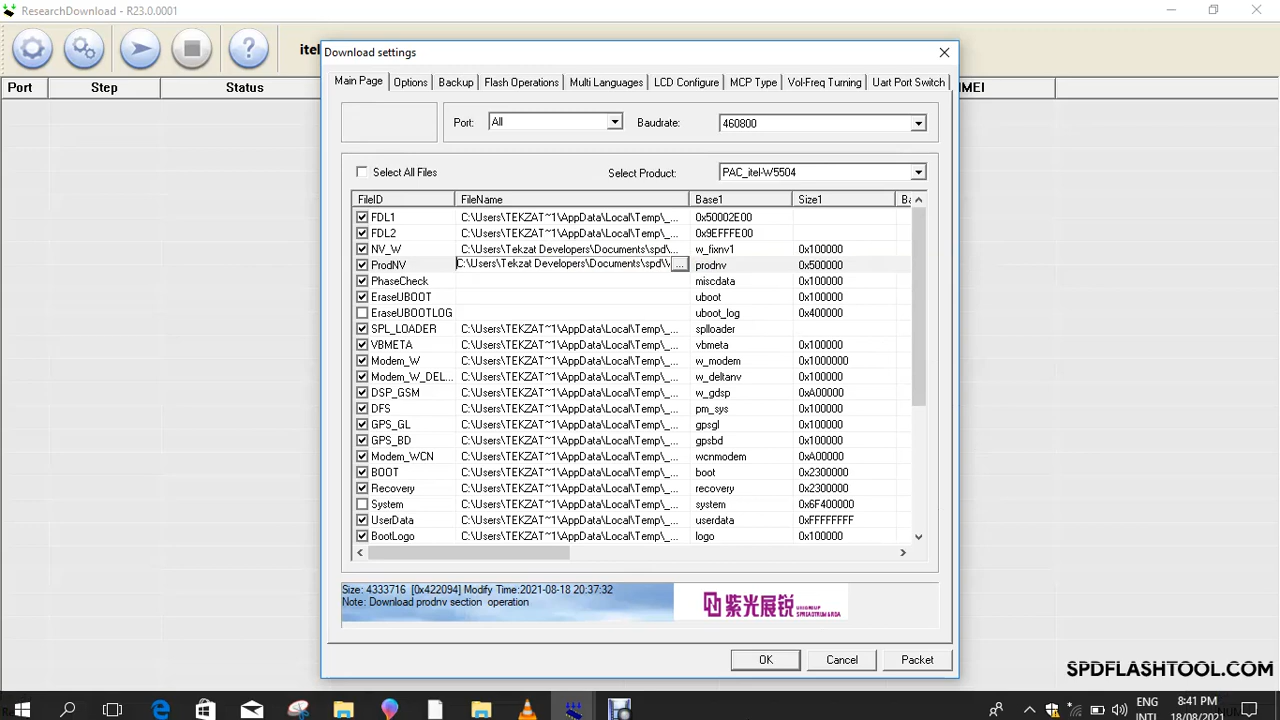 ResearchDownload - R23.0.0001
itel
Port Step Status IMEI
Download settings
Main Page Options Backup Flash Operations Multi Languages LCD Configure MCP Type Vol-Freq Turning Uart Port Switch
Port: All Baudrate: 460800
Select All Files Select Product: PAC_itel-W5504
FileID FileName Base1 Size1
FDL1 C:\Users\TEKZAT~1\AppData\Local\Temp\_... 0x50002E00
FDL2 C:\Users\TEKZAT~1\AppData\Local\Temp\_... 0x9EFFFE00
NV_W C:\Users\Tekzat Developers\Documents\spd\... w_fixnv1 0x100000
ProdNV C:\Users\Tekzat Developers\Documents\spd\ ... prodnv 0x500000
PhaseCheck miscdata 0x100000
EraseUBOOT uboot 0x100000
EraseUBOOTLOG uboot_log 0x400000
SPL_LOADER C:\Users\TEKZAT~1\AppData\Local\Temp\_... splloader
VBMETA C:\Users\TEKZAT~1\AppData\Local\Temp\_... vbmeta 0x100000
Modem_W C:\Users\TEKZAT~1\AppData\Local\Temp\_... w_modem 0x1000000
Modem_W_DEL... C:\Users\TEKZAT~1\AppData\Local\Temp\_... w_deltanv 0x100000
DSP_GSM C:\Users\TEKZAT~1\AppData\Local\Temp\_... w_gdsp 0xA00000
DFS C:\Users\TEKZAT~1\AppData\Local\Temp\_... pm_sys 0x100000
GPS_GL C:\Users\TEKZAT~1\AppData\Local\Temp\_... gpsgl 0x100000
GPS_BD C:\Users\TEKZAT~1\AppData\Local\Temp\_... gpsbd 0x100000
Modem_WCN C:\Users\TEKZAT~1\AppData\Local\Temp\_... wcnmodem 0xA00000
BOOT C:\Users\TEKZAT~1\AppData\Local\Temp\_... boot 0x2300000
Recovery C:\Users\TEKZAT~1\AppData\Local\Temp\_... recovery 0x2300000
System C:\Users\TEKZAT~1\AppData\Local\Temp\_... system 0x6F400000
UserData C:\Users\TEKZAT~1\AppData\Local\Temp\_... userdata 0xFFFFFFFF
BootLogo C:\Users\TEKZAT~1\AppData\Local\Temp\_... logo 0x100000
Size: 4333716 [0x422094] Modify Time:2021-08-18 20:37:32
Note: Download prodnv section operation
紫光展锐
OK Cancel Packet
SPDFLASHTOOL.COM
ENG 8:41 PM
INTL 18/08/2021